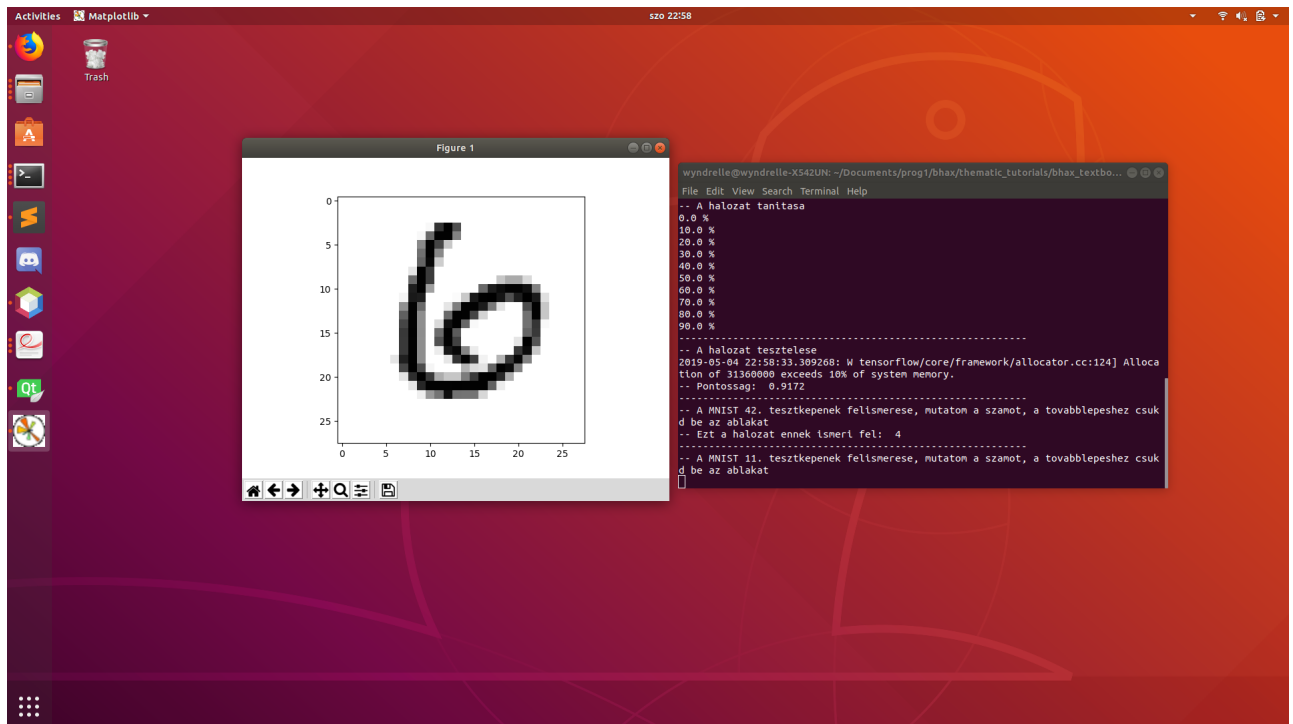 Activities Matplotlib szo 22:58
Trash
Figure 1
0
5
10
15
20
25
0 5 10 15 20 25
wyndrelle@wyndrelle-X542UN: ~/Documents/prog1/bhax/thematic_tutorials/bhax_textbo...
File Edit View Search Terminal Help
-- A halozat tanitasa
0.0 %
10.0 %
20.0 %
30.0 %
40.0 %
50.0 %
60.0 %
70.0 %
80.0 %
90.0 %
------------------------------------------------------
-- A halozat tesztelese
2019-05-04 22:58:33.309268: W tensorflow/core/framework/allocator.cc:124] Alloca
tion of 31360000 exceeds 10% of system memory.
-- Pontossag:  0.9172
------------------------------------------------------
-- A MNIST 42. tesztkepenek felismerese, mutatom a szamot, a tovabblepeshez csuk
d be az ablakat
-- Ezt a halozat ennek ismeri fel:  4
------------------------------------------------------
-- A MNIST 11. tesztkepenek felismerese, mutatom a szamot, a tovabblepeshez csuk
d be az ablakat